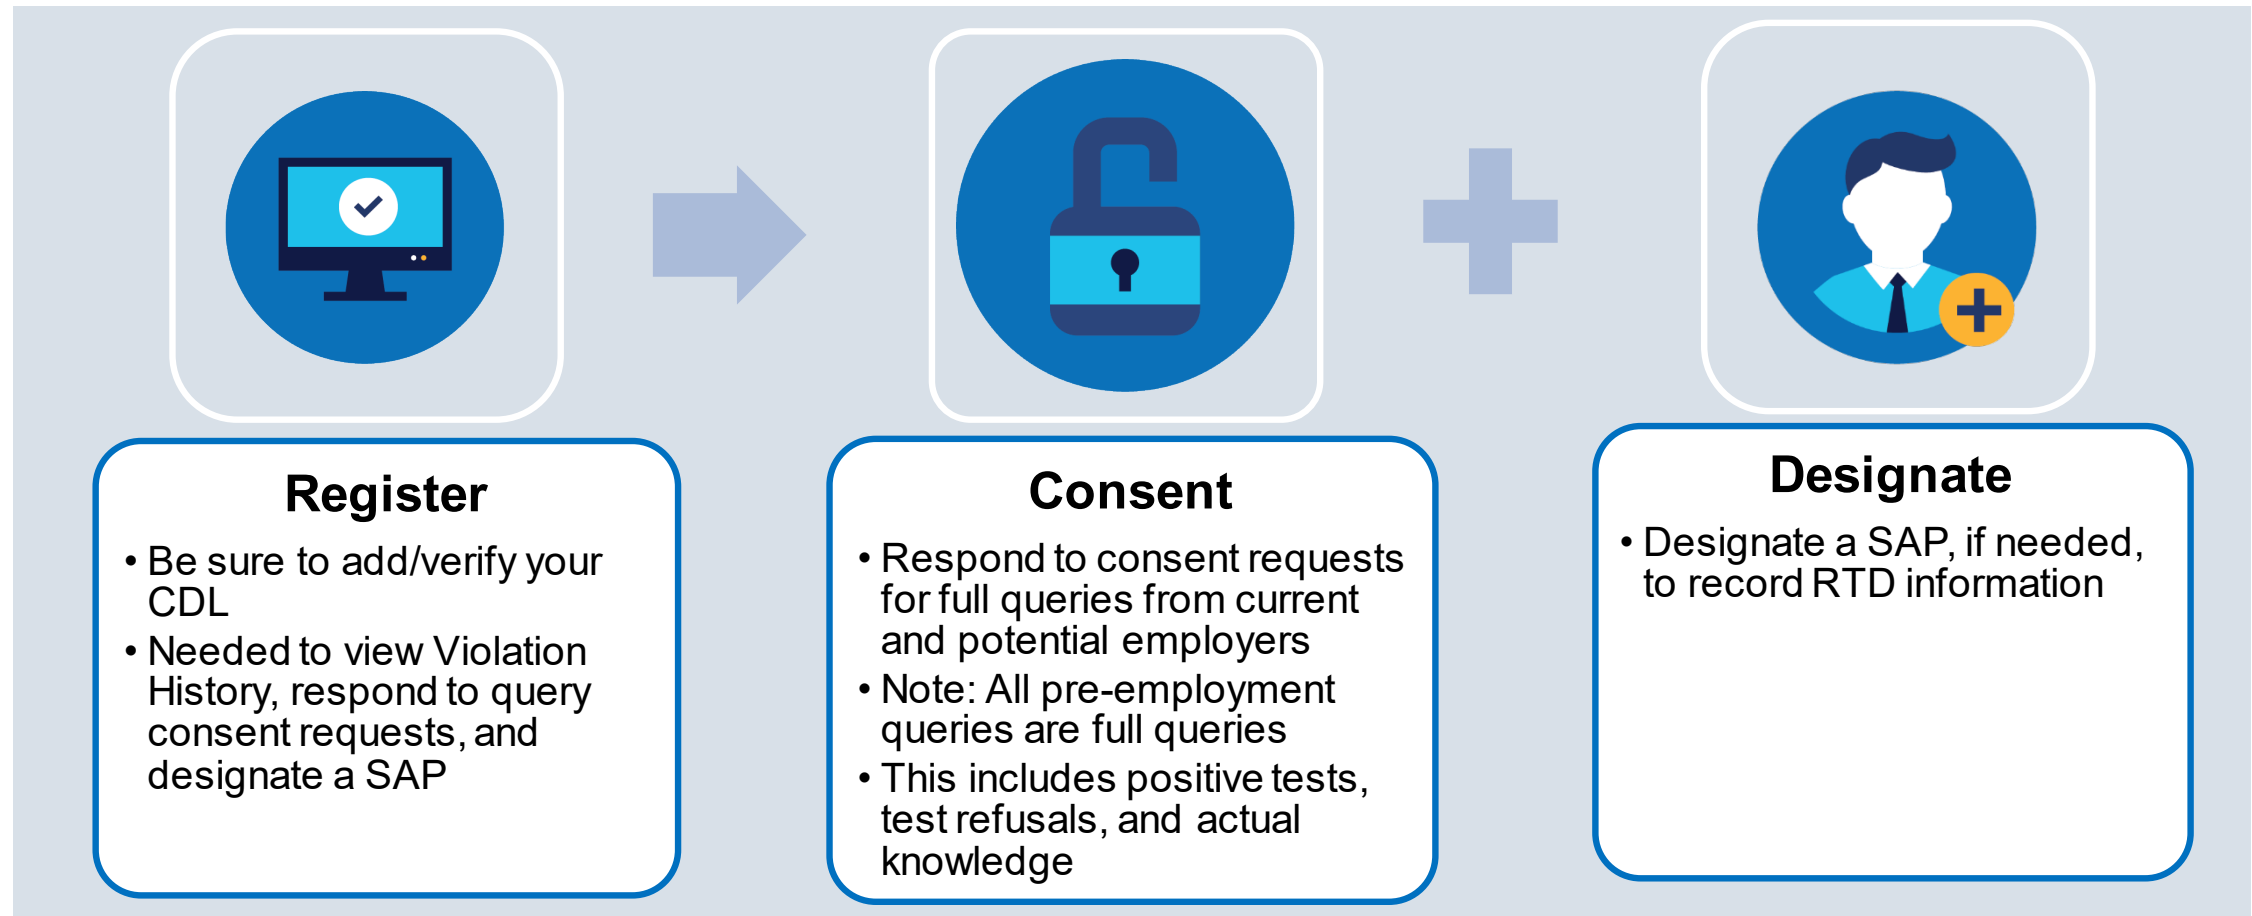 Register
• Be sure to add/verify your
CDL
• Needed to view Violation
History, respond to query
consent requests, and
designate a SAP
Consent
• Respond to consent requests
for full queries from current
and potential employers
• Note: All pre-employment
queries are full queries
• This includes positive tests,
test refusals, and actual
knowledge
Designate
• Designate a SAP, if needed,
to record RTD information